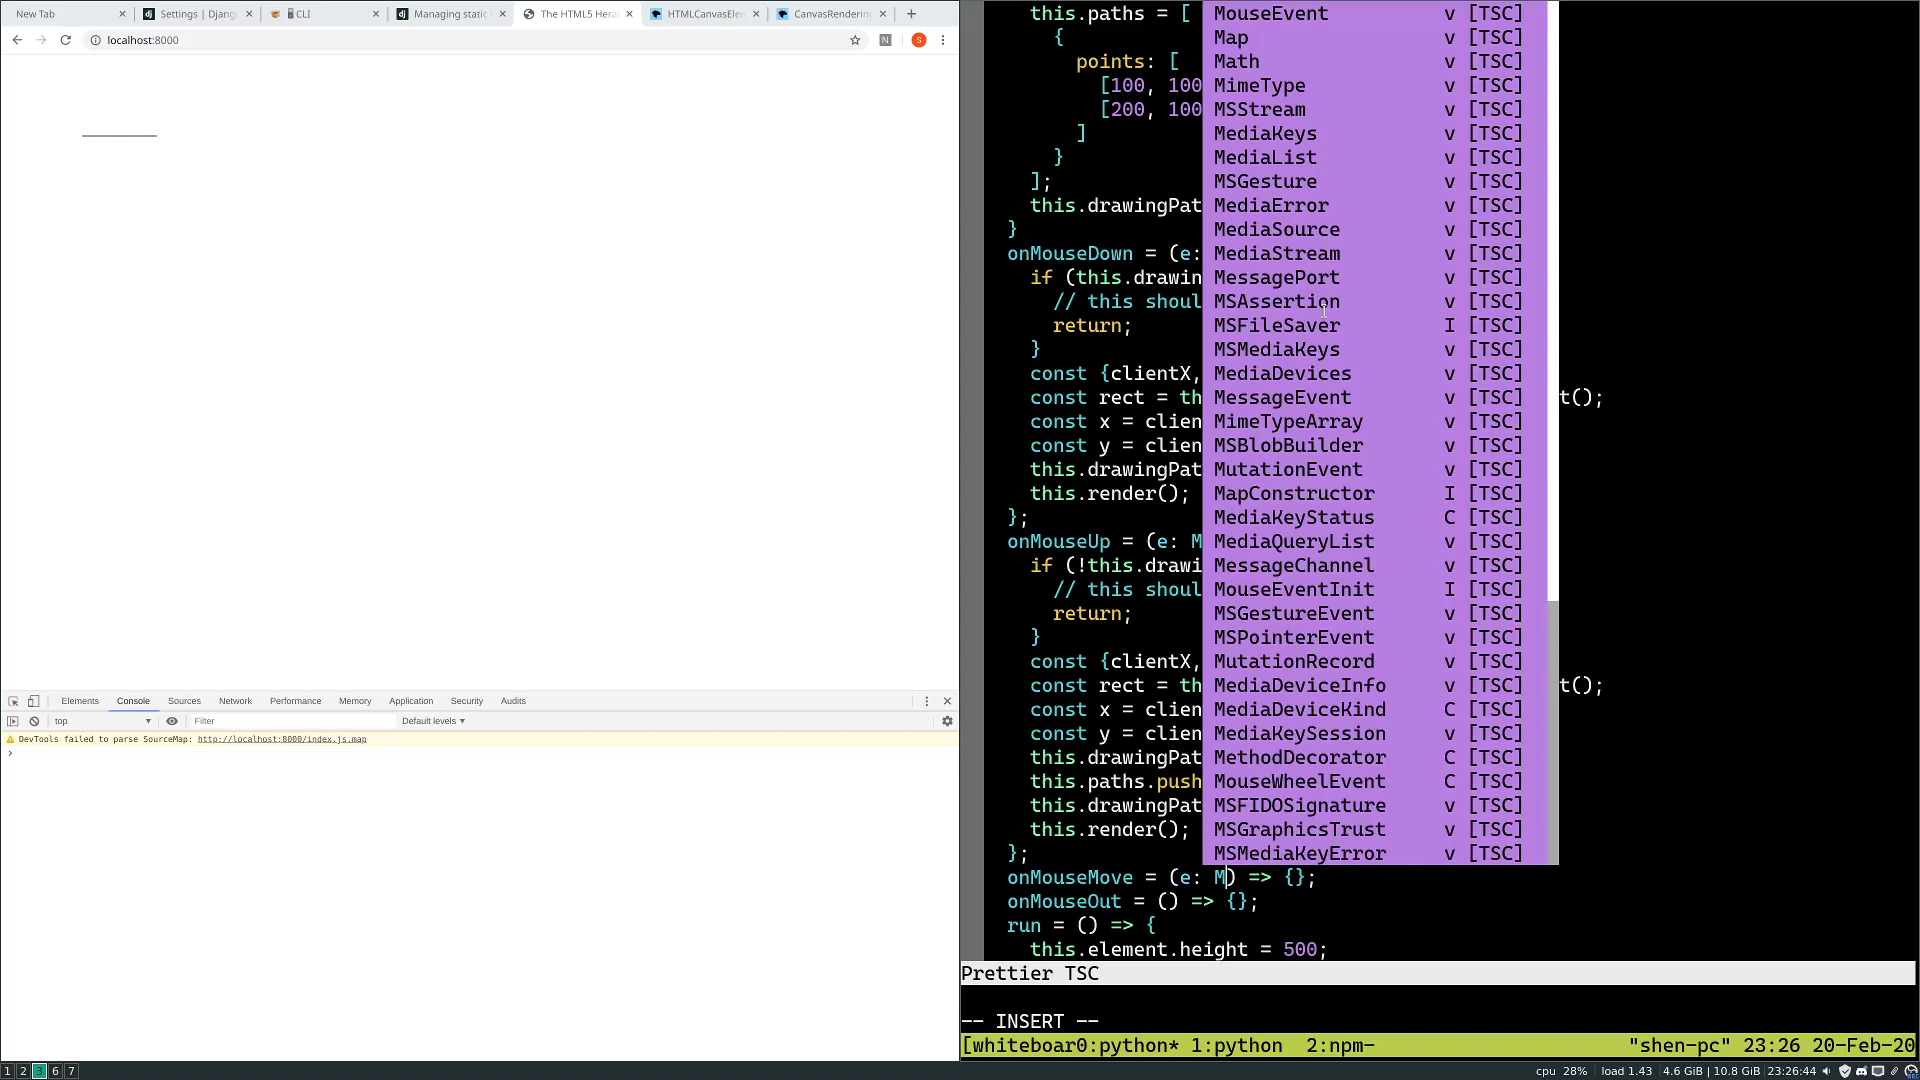 New Tab
Settings | Djang
CLI
Managing static
The HTML5 Heral
HTMLCanvasElem
CanvasRendering
localhost:8000
N
S
Elements
Console
Sources
Network
Performance
Memory
Application
Security
Audits
top
Filter
Default levels
DevTools failed to parse SourceMap: http://localhost:8000/index.js.map
this.paths = [
{
points: [
[100, 100
[200, 100
]
}
];
this.drawingPat
}
onMouseDown = (e:
if (this.drawin
// this shoul
return;
}
const {clientX,
const rect = th
t();
const x = clien
const y = clien
this.drawingPat
this.render();
};
onMouseUp = (e: M
if (!this.drawi
// this shoul
return;
}
const {clientX,
const rect = th
t();
const x = clien
const y = clien
this.drawingPat
this.paths.push
this.drawingPat
this.render();
};
onMouseMove = (e: M) => {};
onMouseOut = () => {};
run = () => {
this.element.height = 500;
MouseEvent v [TSC]
Map v [TSC]
Math v [TSC]
MimeType v [TSC]
MSStream v [TSC]
MediaKeys v [TSC]
MediaList v [TSC]
MSGesture v [TSC]
MediaError v [TSC]
MediaSource v [TSC]
MediaStream v [TSC]
MessagePort v [TSC]
MSAssertion v [TSC]
MSFileSaver I [TSC]
MSMediaKeys v [TSC]
MediaDevices v [TSC]
MessageEvent v [TSC]
MimeTypeArray v [TSC]
MSBlobBuilder v [TSC]
MutationEvent v [TSC]
MapConstructor I [TSC]
MediaKeyStatus C [TSC]
MediaQueryList v [TSC]
MessageChannel v [TSC]
MouseEventInit I [TSC]
MSGestureEvent v [TSC]
MSPointerEvent v [TSC]
MutationRecord v [TSC]
MediaDeviceInfo v [TSC]
MediaDeviceKind C [TSC]
MediaKeySession v [TSC]
MethodDecorator C [TSC]
MouseWheelEvent C [TSC]
MSFIDOSignature v [TSC]
MSGraphicsTrust v [TSC]
MSMediaKeyError v [TSC]
Prettier TSC
-- INSERT --
[whiteboar0:python* 1:python 2:npm- "shen-pc" 23:26 20-Feb-20
1 2 3 6 7
cpu 28% load 1.43 4.6 GiB | 10.8 GiB 23:26:44